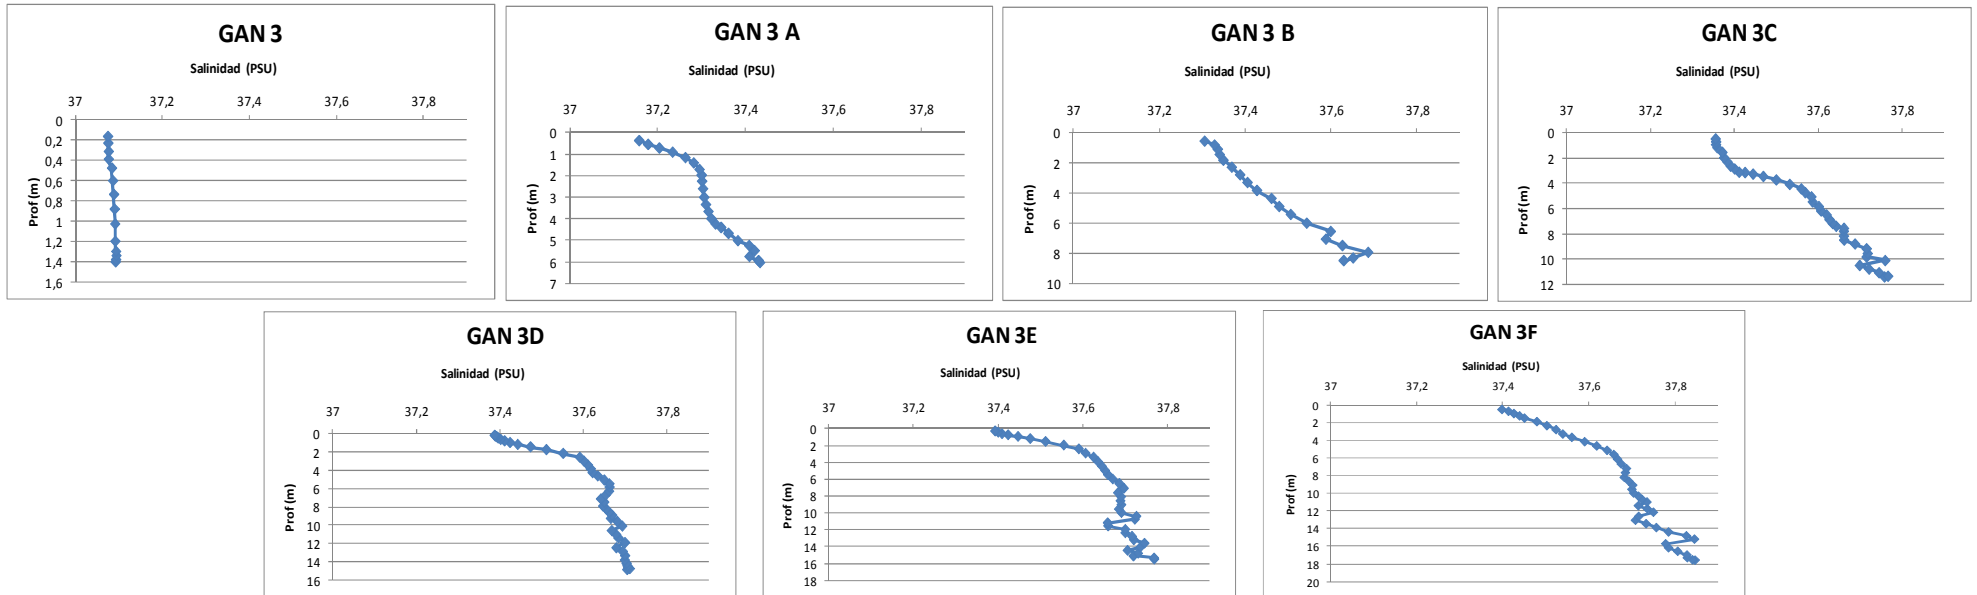 GAN 3
Salinidad (PSU)
37 37,2 37,4 37,6 37,8
Prof (m)
0
0,2
0,4
0,6
0,8
1
1,2
1,4
1,6
GAN 3 A
Salinidad (PSU)
37 37,2 37,4 37,6 37,8
Prof (m)
0
1
2
3
4
5
6
7
GAN 3 B
Salinidad (PSU)
37 37,2 37,4 37,6 37,8
Prof (m)
0
2
4
6
8
10
GAN 3C
Salinidad (PSU)
37 37,2 37,4 37,6 37,8
Prof (m)
0
2
4
6
8
10
12
GAN 3D
Salinidad (PSU)
37 37,2 37,4 37,6 37,8
Prof (m)
0
2
4
6
8
10
12
14
16
GAN 3E
Salinidad (PSU)
37 37,2 37,4 37,6 37,8
Prof (m)
0
2
4
6
8
10
12
14
16
18
GAN 3F
Salinidad (PSU)
37 37,2 37,4 37,6 37,8
Prof (m)
0
2
4
6
8
10
12
14
16
18
20